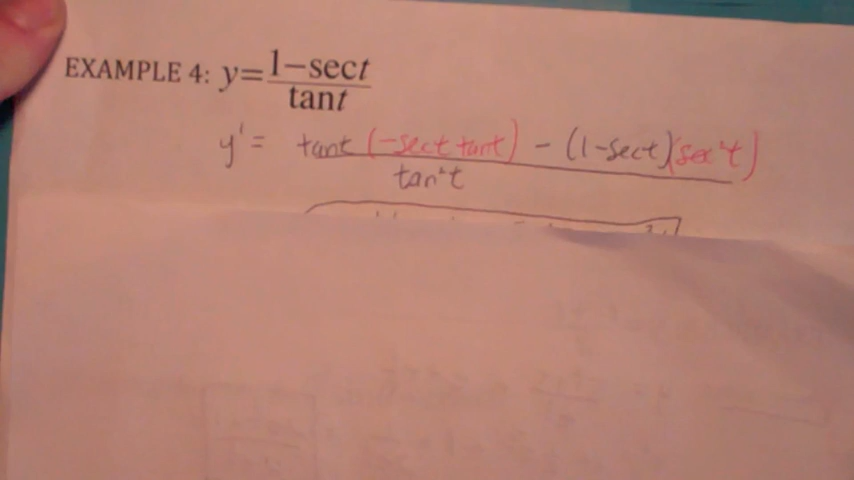 EXAMPLE 4: y=1−sect/tant
y' = tant (-sect tant) - (1-sect)(sec²t)
tan²t